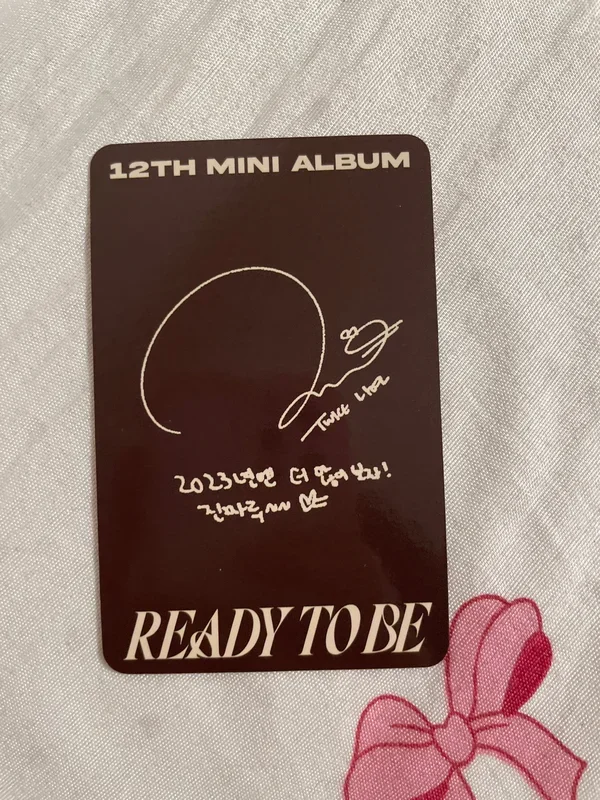 12TH MINI ALBUM
TWICE 나연
2023년엔 더 많이 보자!
진짜루~~
READY TO BE